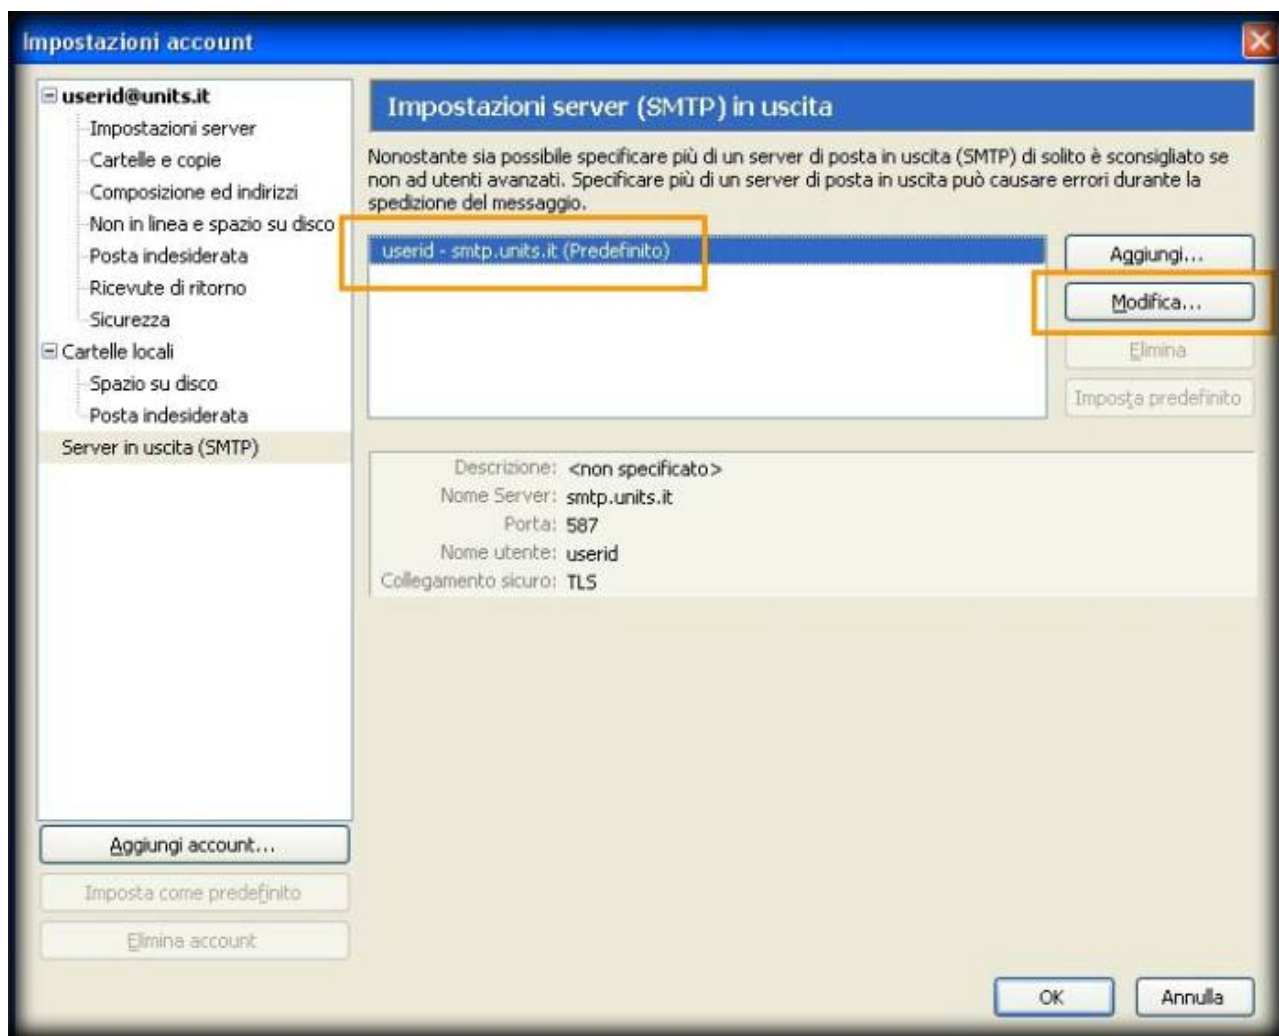 Impostazioni account
userid@units.it
Impostazioni server
Cartelle e copie
Composizione ed indirizzi
Non in linea e spazio su disco
Posta indesiderata
Ricevute di ritorno
Sicurezza
Cartelle locali
Spazio su disco
Posta indesiderata
Server in uscita (SMTP)
Aggiungi account...
Imposta come predefinito
Elimina account
Impostazioni server (SMTP) in uscita
Nonostante sia possibile specificare più di un server di posta in uscita (SMTP) di solito è sconsigliato se
non ad utenti avanzati. Specificare più di un server di posta in uscita può causare errori durante la
spedizione del messaggio.
userid - smtp.units.it (Predefinito)
Aggiungi...
Modifica...
Elimina
Imposta predefinito
Descrizione: <non specificato>
Nome Server: smtp.units.it
Porta: 587
Nome utente: userid
Collegamento sicuro: TLS
OK
Annulla